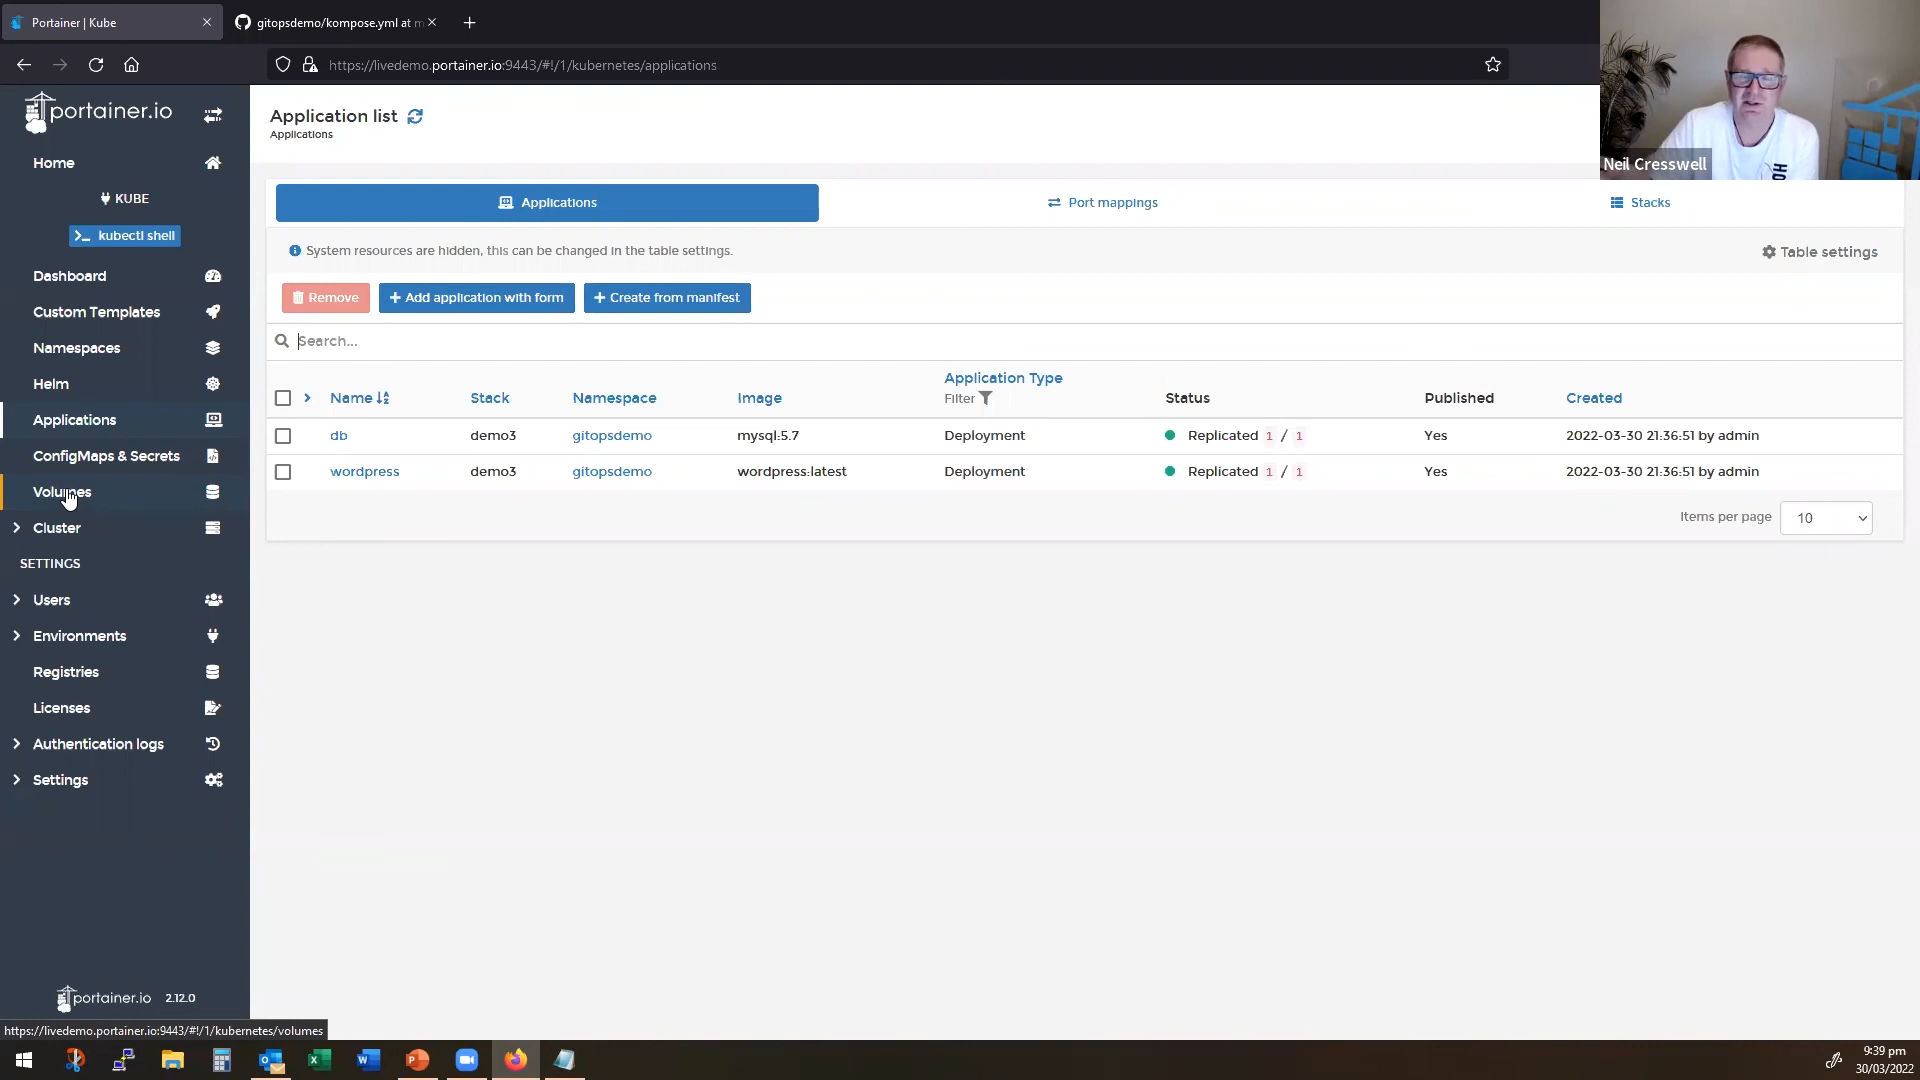 Portainer | Kube
gitopsdemo/kompose.yml at m
https://livedemo.portainer.io:9443/#!/1/kubernetes/applications
Neil Cresswell
portainer.io
Home
KUBE
kubectl shell
Dashboard
Custom Templates
Namespaces
Helm
Applications
ConfigMaps & Secrets
Volumes
Cluster
SETTINGS
Users
Environments
Registries
Licenses
Authentication logs
Settings
portainer.io 2.12.0
https://livedemo.portainer.io:9443/#!/1/kubernetes/volumes
Application list
Applications
Applications Port mappings Stacks
System resources are hidden, this can be changed in the table settings. Table settings
Remove Add application with form Create from manifest
Search...
Name Stack Namespace Image Application Type Filter Status Published Created
db demo3 gitopsdemo mysql:5.7 Deployment Replicated 1 / 1 Yes 2022-03-30 21:36:51 by admin
wordpress demo3 gitopsdemo wordpress:latest Deployment Replicated 1 / 1 Yes 2022-03-30 21:36:51 by admin
Items per page 10
9:39 pm
30/03/2022